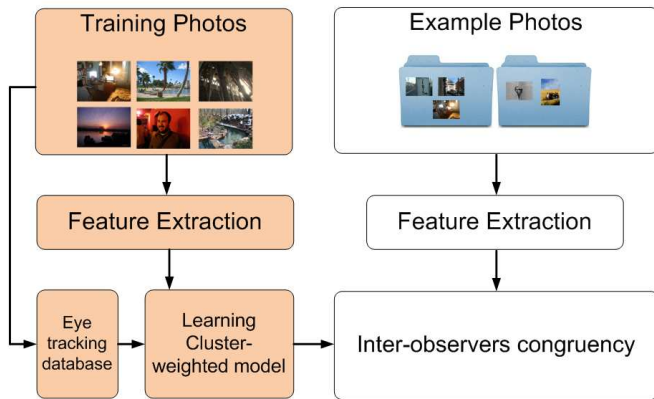 Training Photos
Example Photos
Feature Extraction
Feature Extraction
Eye
tracking
database
Learning
Cluster-
weighted model
Inter-observers congruency